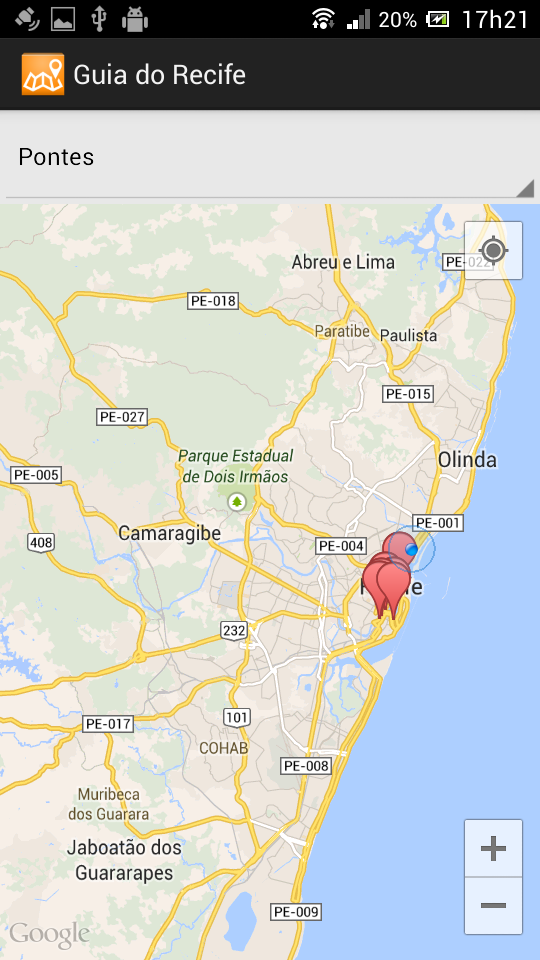 20% 17h21
Guia do Recife
Pontes
Abreu e Lima
PE-022
PE-018
Paratibe
Paulista
PE-015
PE-027
Parque Estadual
de Dois Irmãos
Olinda
PE-005
PE-001
Camaragibe
PE-004
408
232
101
PE-017
COHAB
PE-008
Muribeca
dos Guarara
Jaboatão dos
Guararapes
PE-009
Google